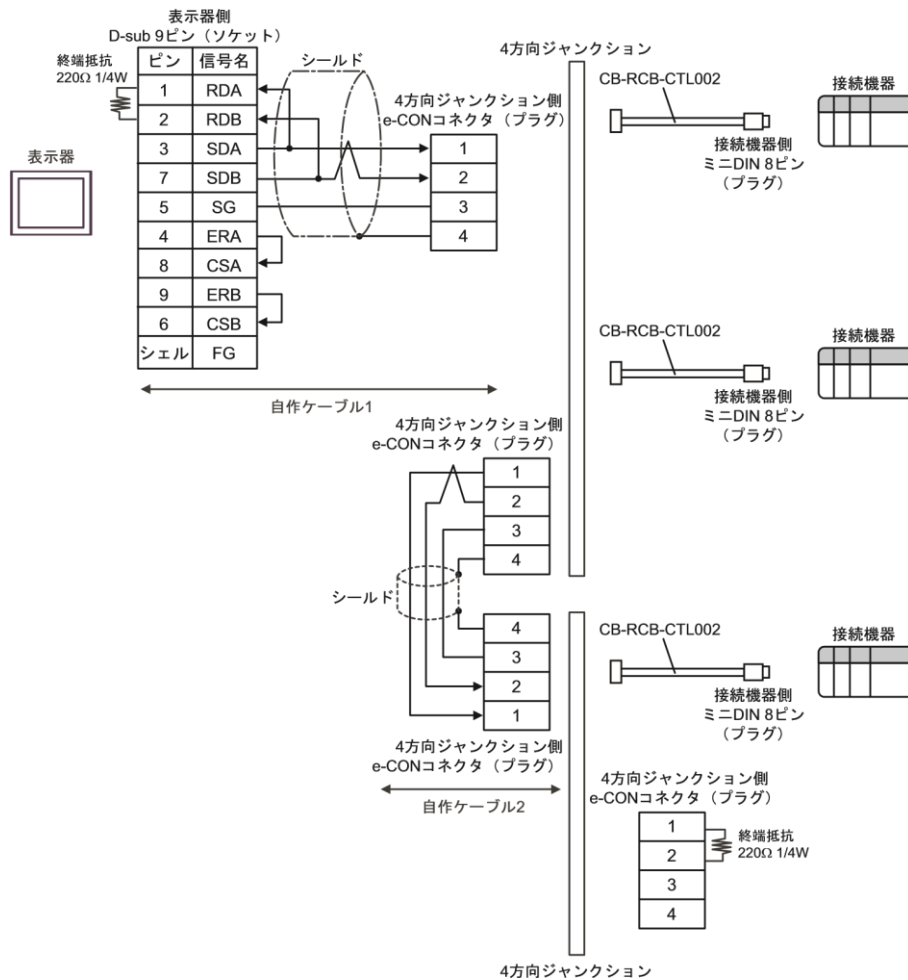 表示器側
D-sub 9ピン（ソケット）
ピン 信号名
1 RDA
2 RDB
3 SDA
7 SDB
5 SG
4 ERA
8 CSA
9 ERB
6 CSB
シェル FG
終端抵抗
220Ω 1/4W
表示器
シールド
4方向ジャンクション側
e-CONコネクタ（プラグ）
1
2
3
4
自作ケーブル1
4方向ジャンクション
CB-RCB-CTL002
接続機器側
ミニDIN 8ピン
（プラグ）
接続機器
CB-RCB-CTL002
接続機器側
ミニDIN 8ピン
（プラグ）
接続機器
4方向ジャンクション側
e-CONコネクタ（プラグ）
1
2
3
4
シールド
4
3
2
1
4方向ジャンクション側
e-CONコネクタ（プラグ）
自作ケーブル2
CB-RCB-CTL002
接続機器側
ミニDIN 8ピン
（プラグ）
接続機器
4方向ジャンクション側
e-CONコネクタ（プラグ）
1
2
3
4
終端抵抗
220Ω 1/4W
4方向ジャンクション